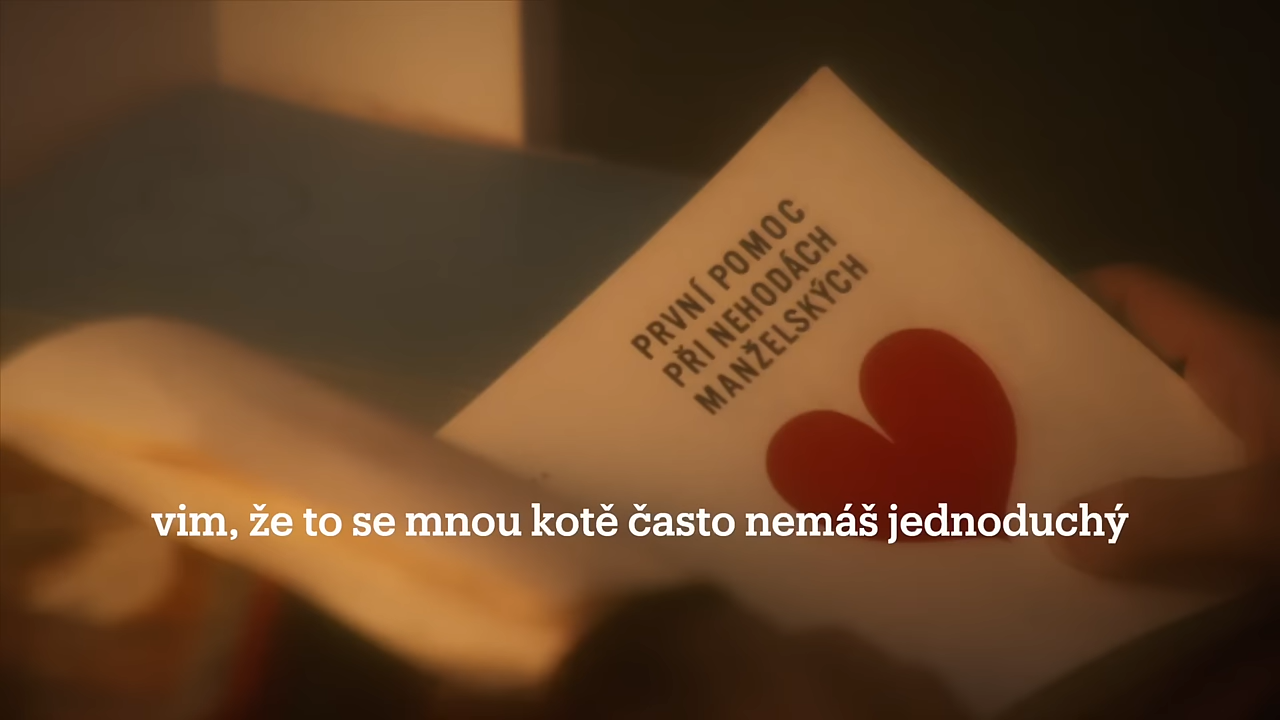 PRVNÍ POMOC
PŘI NEHODÁCH
MANŽELSKÝCH
vim, že to se mnou kotě často nemáš jednoduchý